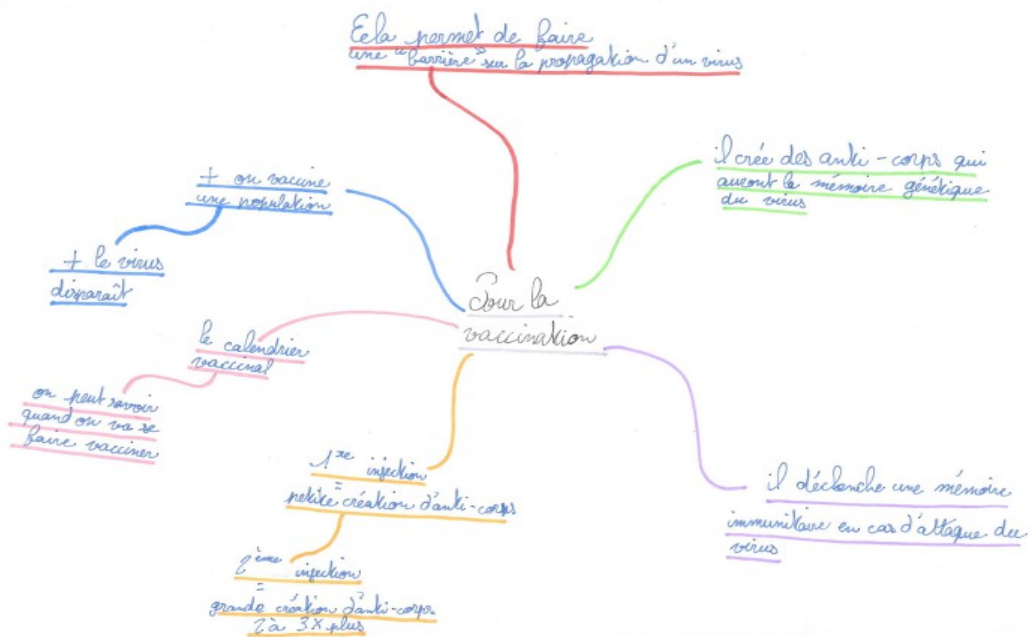 Cela permet de faire
une "barrière" sur la propagation d'un virus
il crée des anti-corps qui
auront la mémoire génétique
du virus
+ on vaccine
une population
+ le virus
disparaît
Pour la
vaccination
le calendrier
vaccinal
on peut savoir
quand on va se
faire vacciner
1ere injection
=
petite création d'anti-corps
2ème injection
=
grande création d'anti-corps.
2 à 3x plus
il déclenche une mémoire
immunitaire en cas d'attaque du
virus